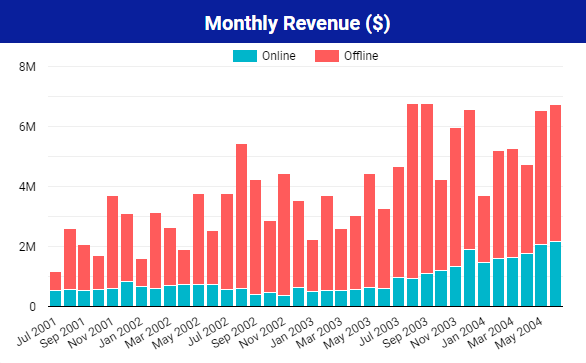 Monthly Revenue ($)
Online Offline
8M
6M
4M
2M
0
Jul 2001 Sep 2001 Nov 2001 Jan 2002 Mar 2002 May 2002 Jul 2002 Sep 2002 Nov 2002 Jan 2003 Mar 2003 May 2003 Jul 2003 Sep 2003 Nov 2003 Jan 2004 Mar 2004 May 2004